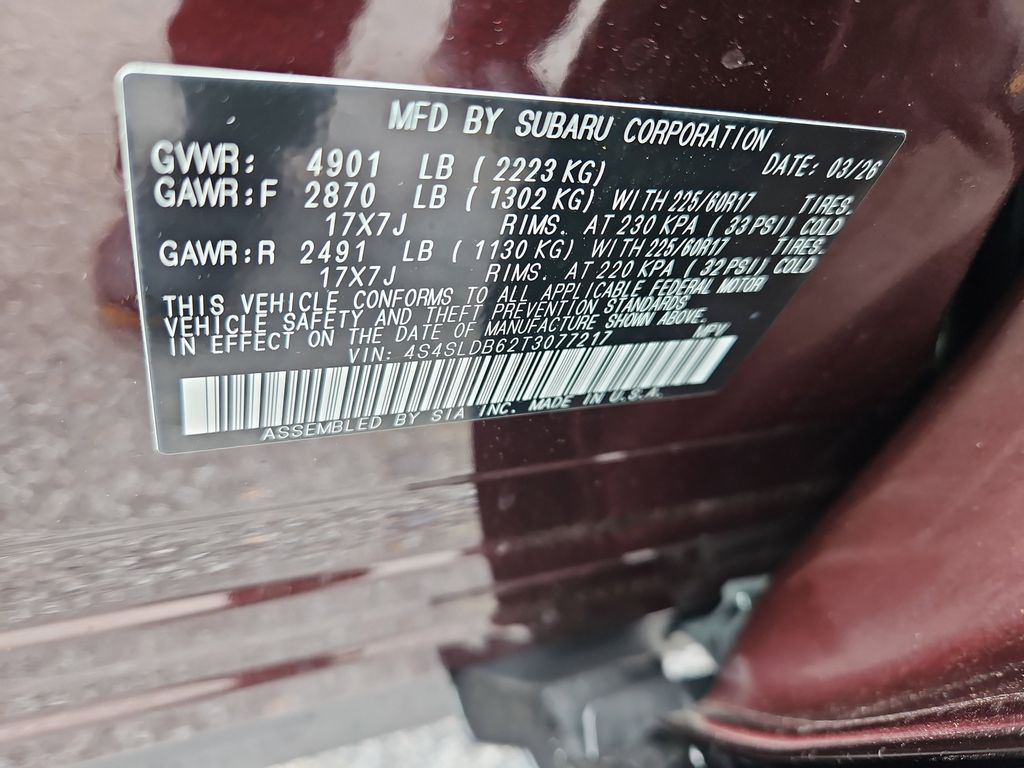 MFD BY SUBARU CORPORATION
GVWR: 4901 LB ( 2223 KG) DATE: 03/26
GAWR:F 2870 LB ( 1302 KG) WITH 225/60R17 TIRES.
17X7J RIMS. AT 230 KPA ( 33 PSI) COLD
GAWR:R 2491 LB ( 1130 KG) WITH 225/60R17 TIRES.
17X7J RIMS. AT 220 KPA ( 32 PSI) COLD
THIS VEHICLE CONFORMS TO ALL APPLICABLE FEDERAL MOTOR
VEHICLE SAFETY AND THEFT PREVENTION STANDARDS
IN EFFECT ON THE DATE OF MANUFACTURE SHOWN ABOVE.
VIN: 4S4SLDB62T3077217 MPV
ASSEMBLED BY SIA INC. MADE IN U.S.A.